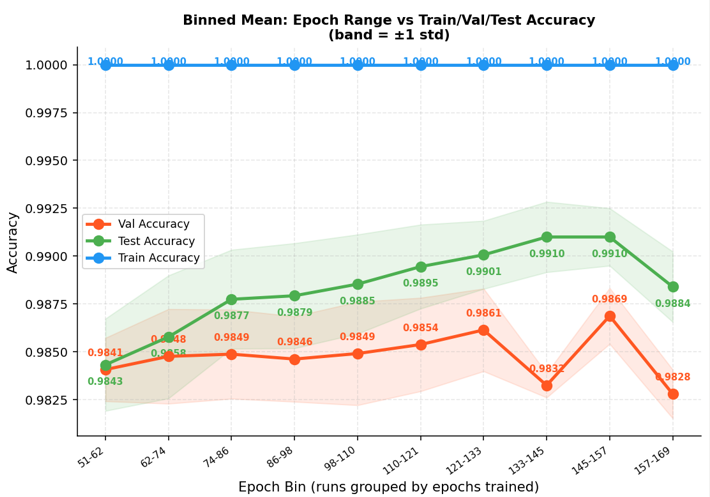 Binned Mean: Epoch Range vs Train/Val/Test Accuracy
(band = ±1 std)
1.0000 1.0000 1.0000 1.0000 1.0000 1.0000 1.0000 1.0000 1.0000 1.0000
1.0000
0.9975
0.9950
0.9925
0.9900
0.9875
0.9850
0.9825
Accuracy
Val Accuracy
Test Accuracy
Train Accuracy
0.9841 0.9848 0.9849 0.9846 0.9849 0.9854 0.9861 0.9832 0.9869 0.9828
0.9843 0.9858 0.9877 0.9879 0.9885 0.9895 0.9901 0.9910 0.9910 0.9884
51-62 62-74 74-86 86-98 98-110 110-121 121-133 133-145 145-157 157-169
Epoch Bin (runs grouped by epochs trained)